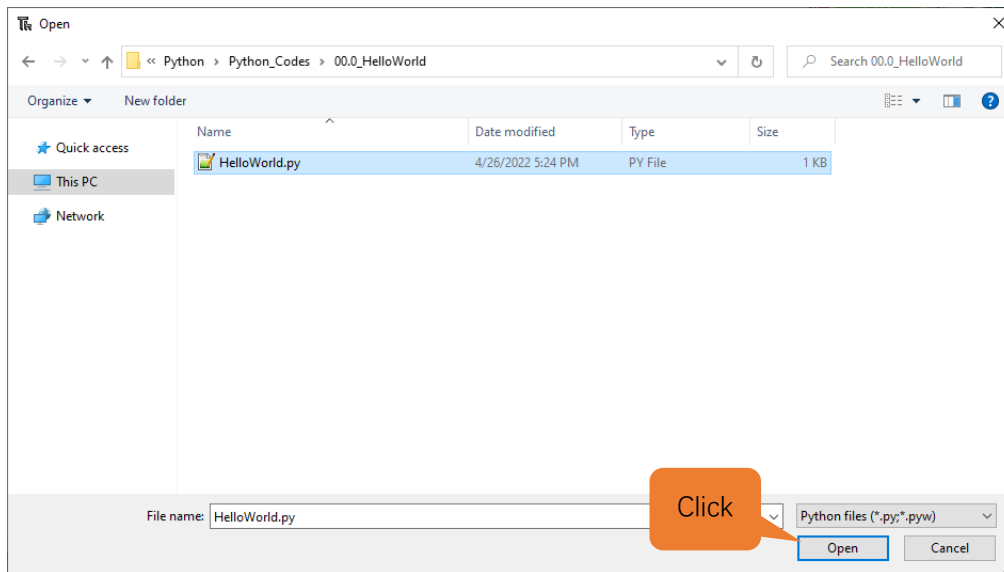 Open
« Python › Python_Codes › 00.0_HelloWorld
Search 00.0_HelloWorld
Organize
New folder
Name
Date modified
Type
Size
Quick access
This PC
Network
HelloWorld.py
4/26/2022 5:24 PM
PY File
1 KB
File name:
HelloWorld.py
Click
Python files (*.py;*.pyw)
Open
Cancel